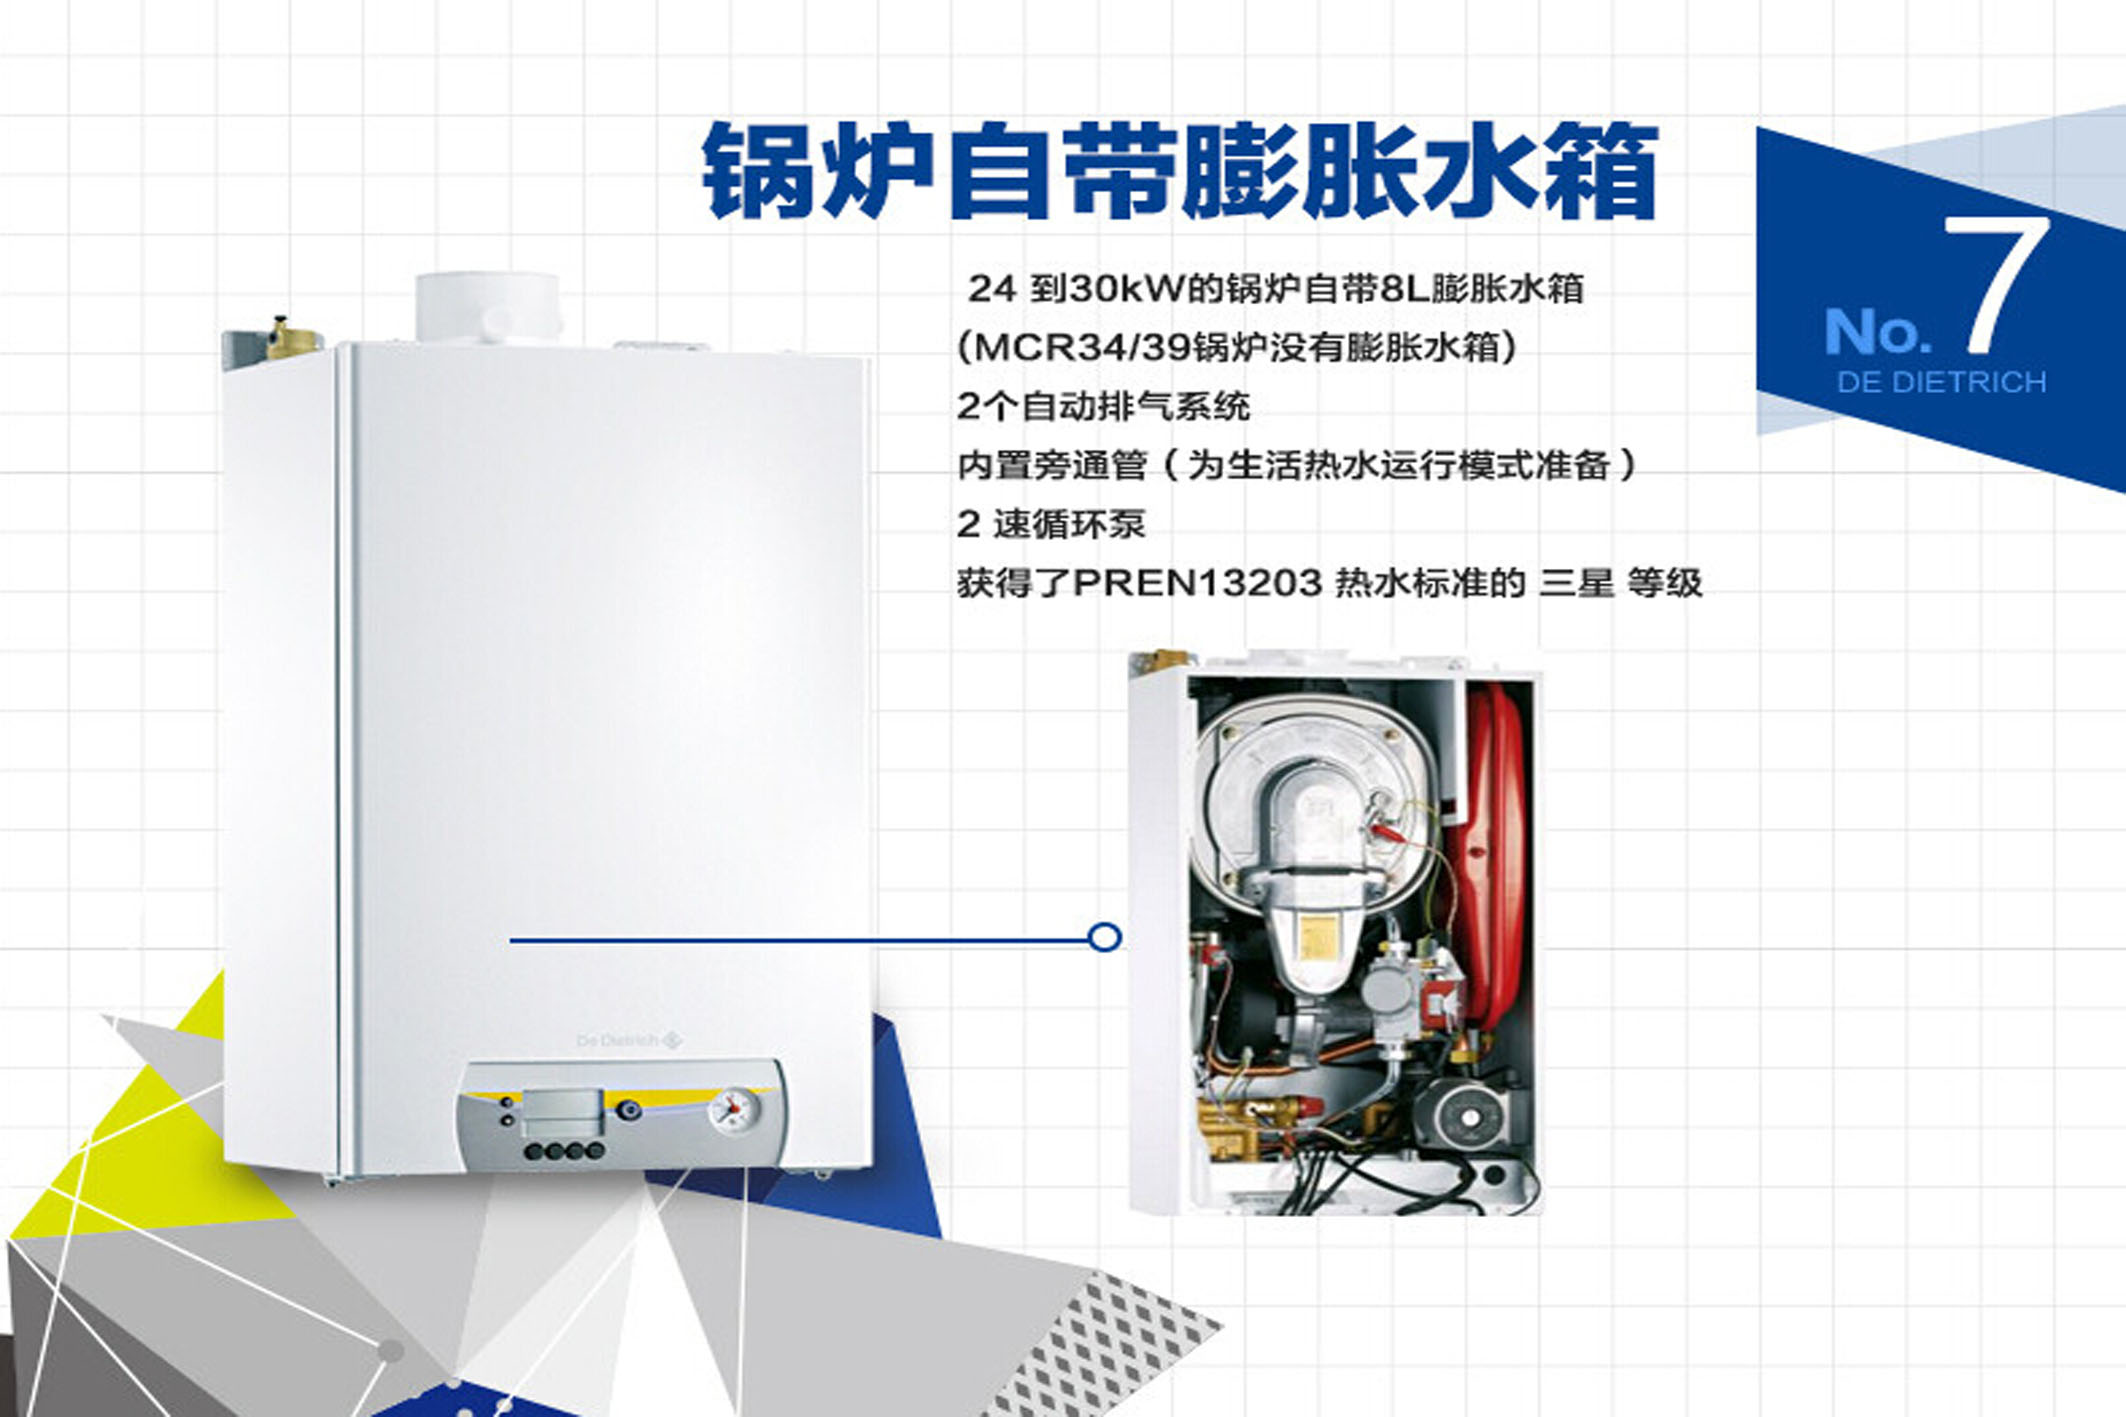 锅炉自带膨胀水箱
No. 7
DE DIETRICH
24 到30kW的锅炉自带8L膨胀水箱
(MCR34/39锅炉没有膨胀水箱)
2个自动排气系统
内置旁通管（为生活热水运行模式准备）
2 速循环泵
获得了PREN13203 热水标准的 三星 等级
De Dietrich